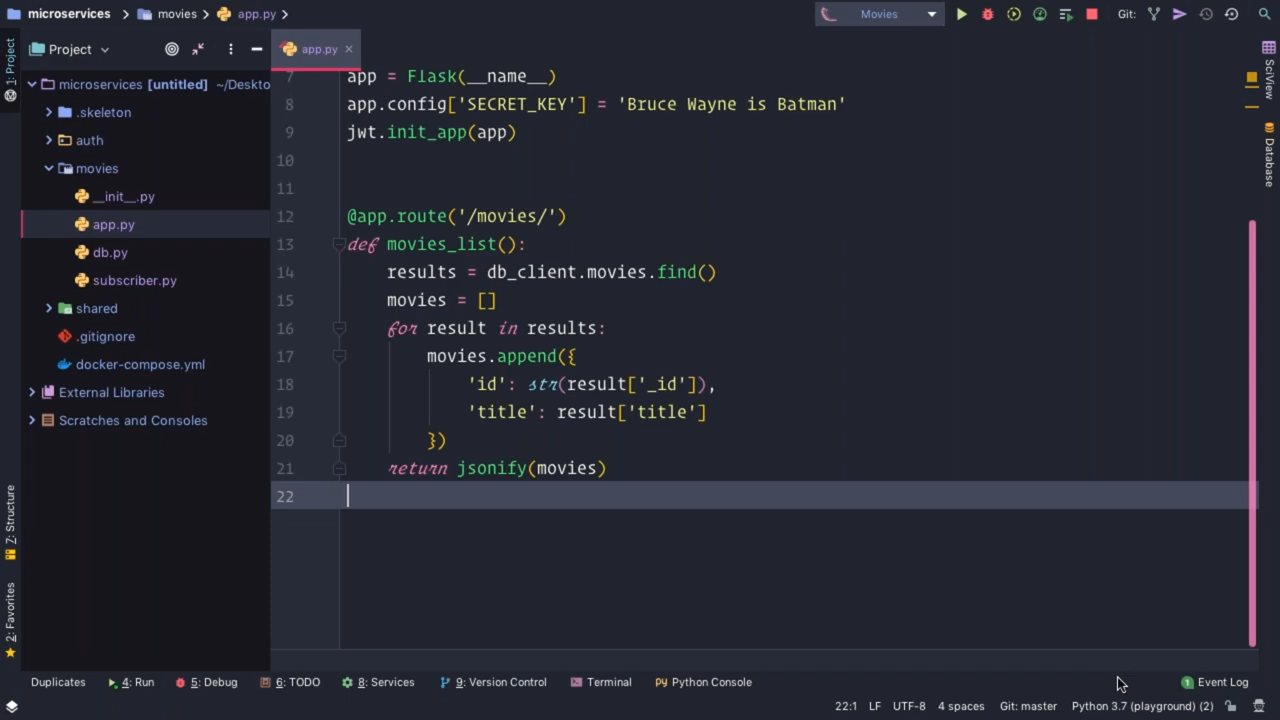 microservices movies app.py Movies Git:
1: Project
Project
app.py
SciView
Database
microservices [untitled] ~/Deskto
.skeleton
auth
movies
__init__.py
app.py
db.py
subscriber.py
shared
.gitignore
docker-compose.yml
External Libraries
Scratches and Consoles
7 app = Flask(__name__)
8 app.config['SECRET_KEY'] = 'Bruce Wayne is Batman'
9 jwt.init_app(app)
10
11
12 @app.route('/movies/')
13 def movies_list():
14 results = db_client.movies.find()
15 movies = []
16 for result in results:
17 movies.append({
18 'id': str(result['_id']),
19 'title': result['title']
20 })
21 return jsonify(movies)
22
Z: Structure
2: Favorites
Duplicates 4: Run 5: Debug 6: TODO 8: Services 9: Version Control Terminal Python Console 1 Event Log
22:1 LF UTF-8 4 spaces Git: master Python 3.7 (playground) (2)